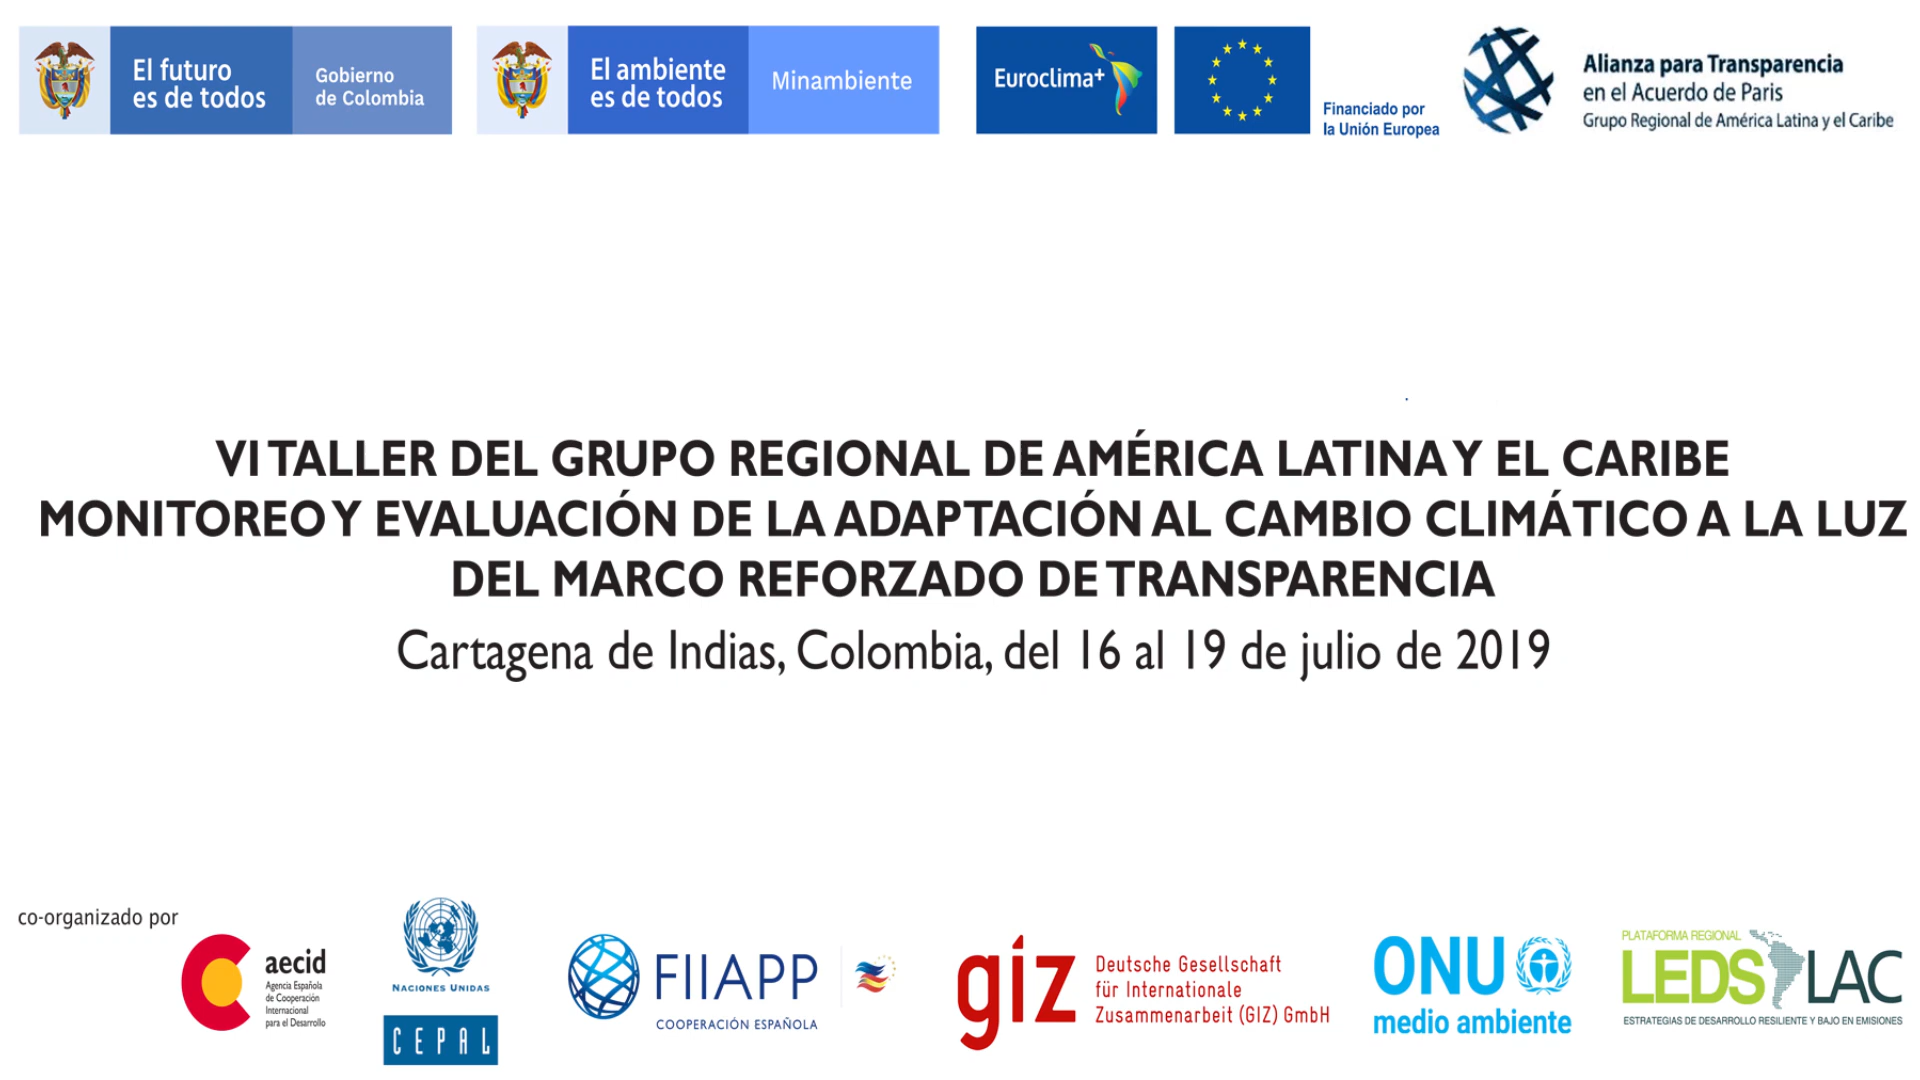 El futuro
es de todos
Gobierno
de Colombia
El ambiente
es de todos
Minambiente
Euroclima+
Financiado por
la Unión Europea
Alianza para Transparencia
en el Acuerdo de Paris
Grupo Regional de América Latina y el Caribe
VI TALLER DEL GRUPO REGIONAL DE AMÉRICA LATINA Y EL CARIBE
MONITOREO Y EVALUACIÓN DE LA ADAPTACIÓN AL CAMBIO CLIMÁTICO A LA LUZ
DEL MARCO REFORZADO DE TRANSPARENCIA
Cartagena de Indias, Colombia, del 16 al 19 de julio de 2019
co-organizado por
aecid
Agencia Española
de Cooperación
Internacional
para el Desarrollo
NACIONES UNIDAS
CEPAL
FIIAPP
COOPERACIÓN ESPAÑOLA
giz
Deutsche Gesellschaft
für Internationale
Zusammenarbeit (GIZ) GmbH
ONU
medio ambiente
PLATAFORMA REGIONAL
LEDS LAC
ESTRATEGIAS DE DESARROLLO RESILIENTE Y BAJO EN EMISIONES